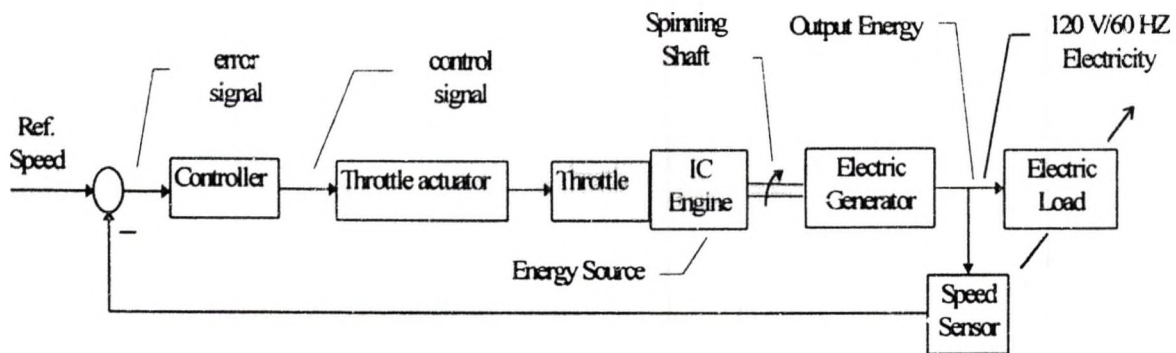 Spinning
Shaft
Output Energy
120 V/60 HZ
Electricity
error
signal
control
signal
Ref.
Speed
Controller
Throttle actuator
Throttle
IC
Engine
Electric
Generator
Electric
Load
Energy Source
Speed
Sensor